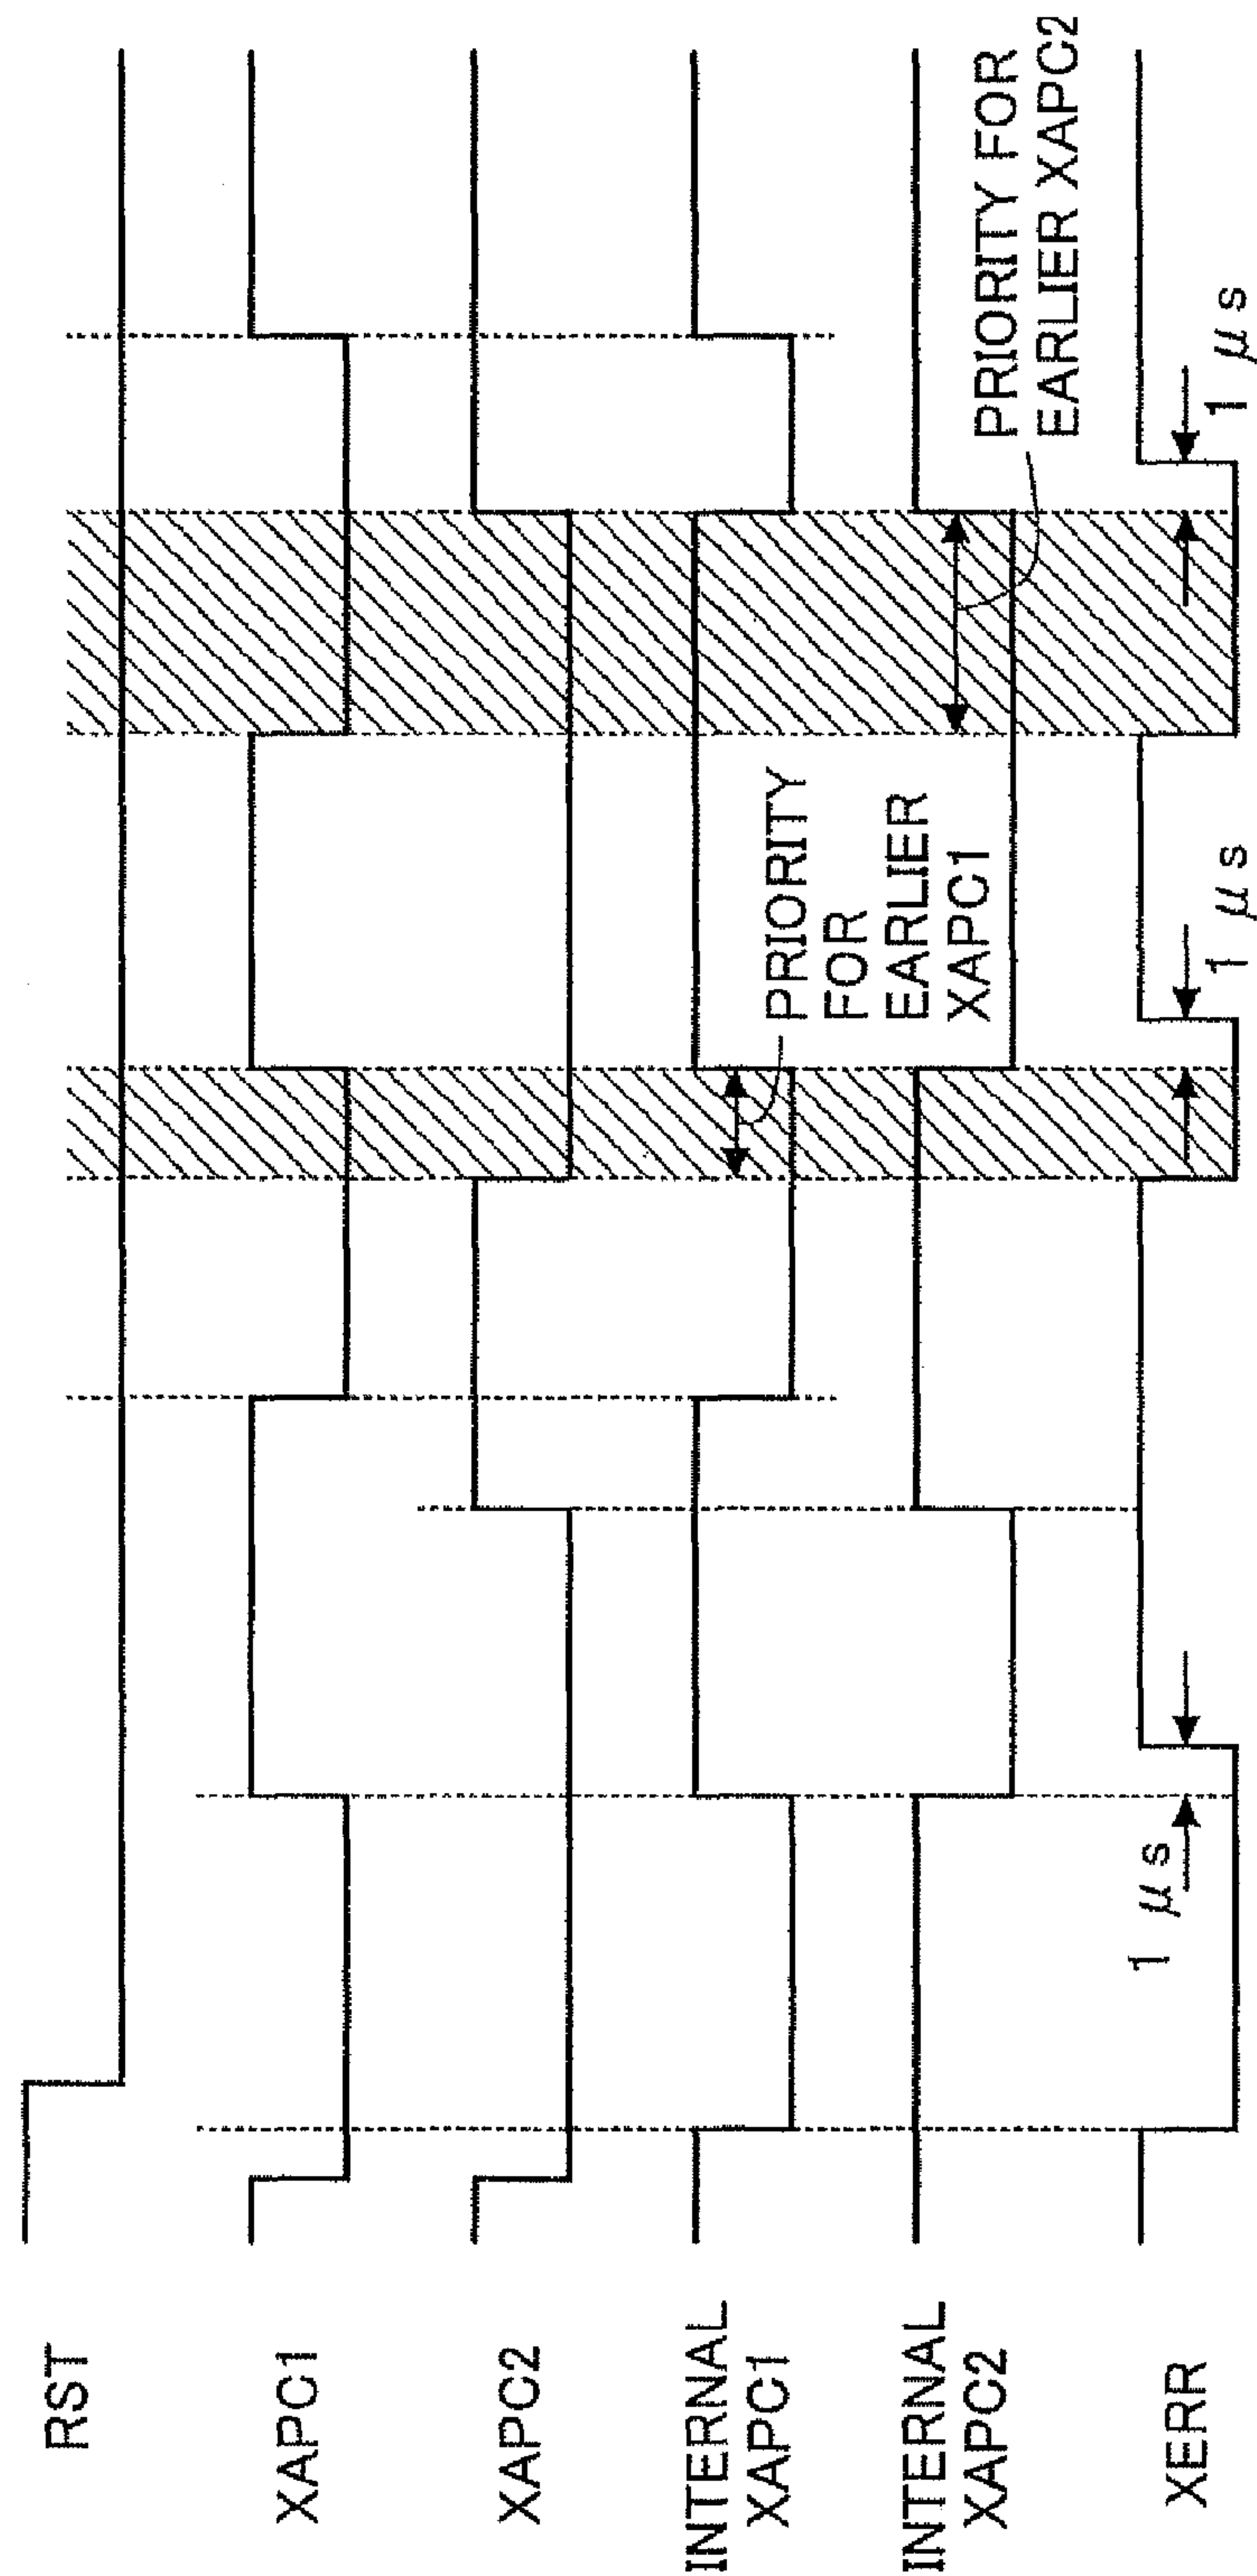 RST
XAPC1
XAPC2
INTERNAL
XAPC1
INTERNAL
XAPC2
XERR
PRIORITY
FOR
EARLIER
XAPC1
PRIORITY FOR
EARLIER XAPC2
1 μs
1 μs
1 μs